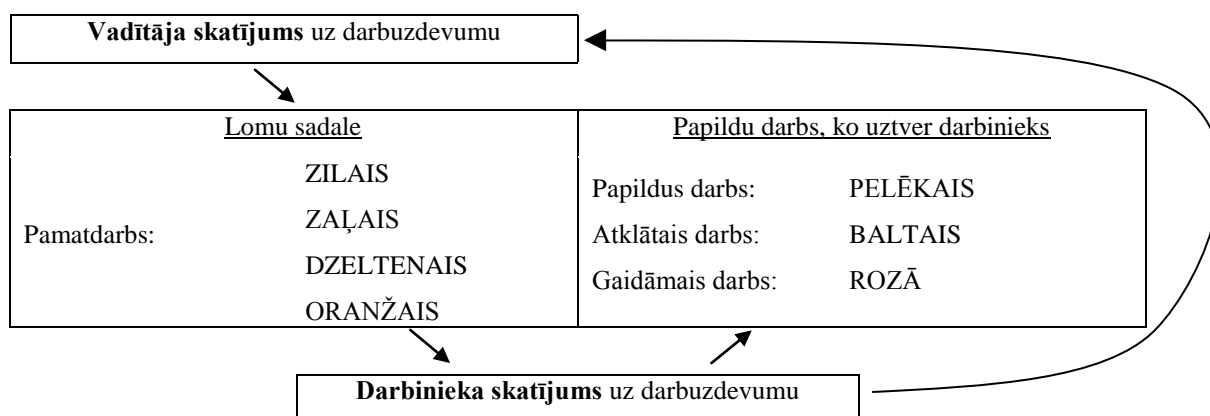 Vadītāja skatījums uz darbuzdevumu
Lomu sadale
Pamatdarbs:
ZILAIS
ZAĻAIS
DZELTENAIS
ORANŽAIS
Papildu darbs, ko uztver darbinieks
Papildus darbs: PELĒKAIS
Atklātais darbs: BALTAIS
Gaidāmais darbs: ROZĀ
Darbinieka skatījums uz darbuzdevumu